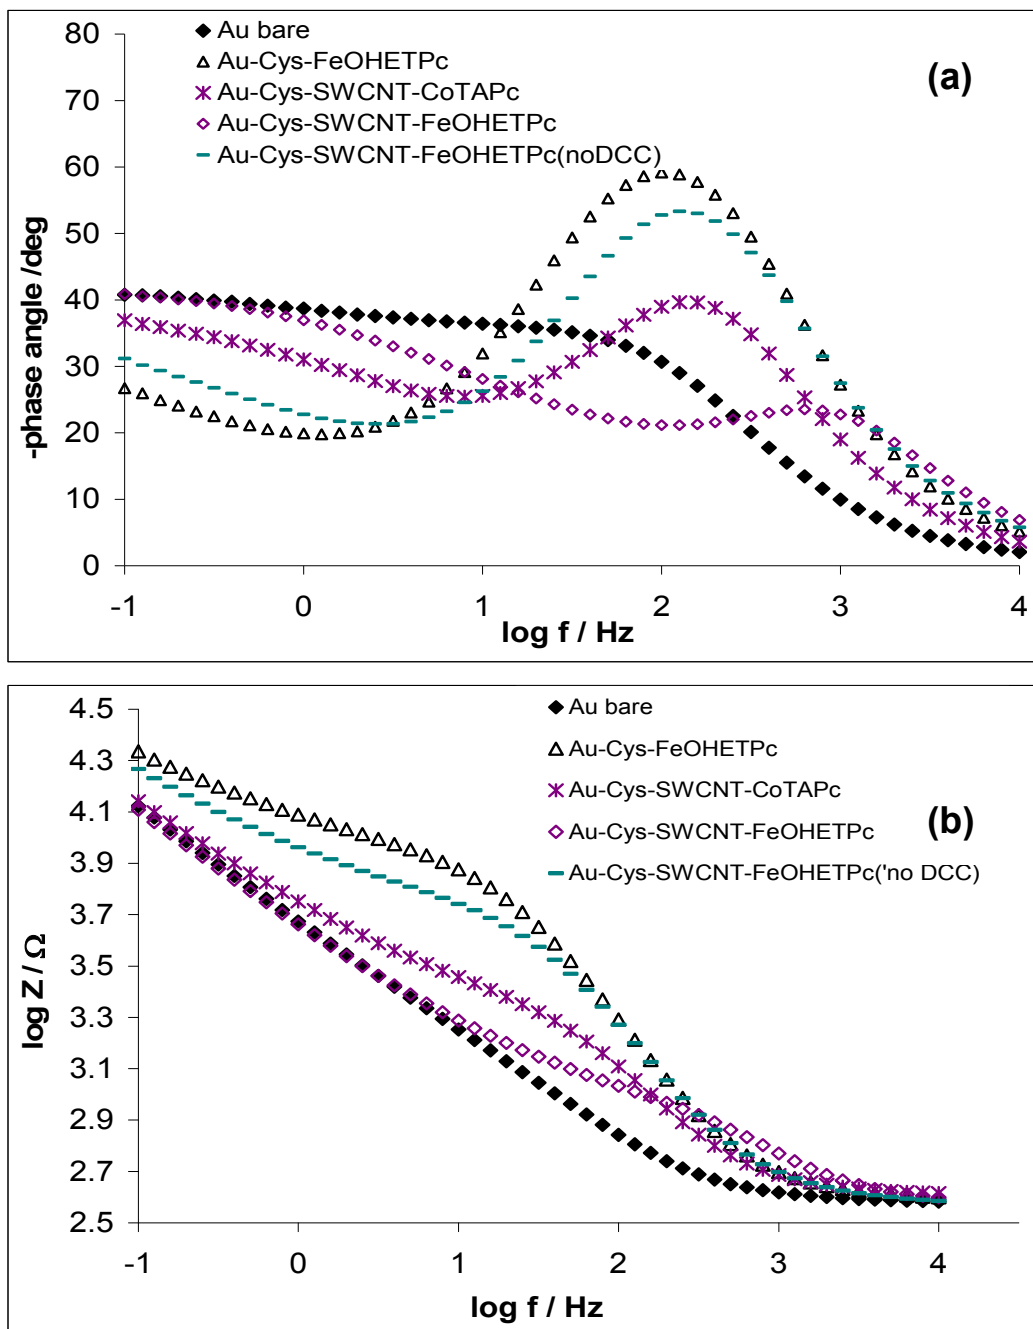 Au bare
Au-Cys-FeOHETPc
Au-Cys-SWCNT-CoTAPc
Au-Cys-SWCNT-FeOHETPc
Au-Cys-SWCNT-FeOHETPc(noDCC)
(a)
80
70
60
50
40
30
20
10
0
-phase angle /deg
-1 0 1 2 3 4
log f / Hz
Au bare
Au-Cys-FeOHETPc
Au-Cys-SWCNT-CoTAPc
Au-Cys-SWCNT-FeOHETPc
Au-Cys-SWCNT-FeOHETPc('no DCC)
(b)
4.5
4.3
4.1
3.9
3.7
3.5
3.3
3.1
2.9
2.7
2.5
log Z / Ω
-1 0 1 2 3 4
log f / Hz